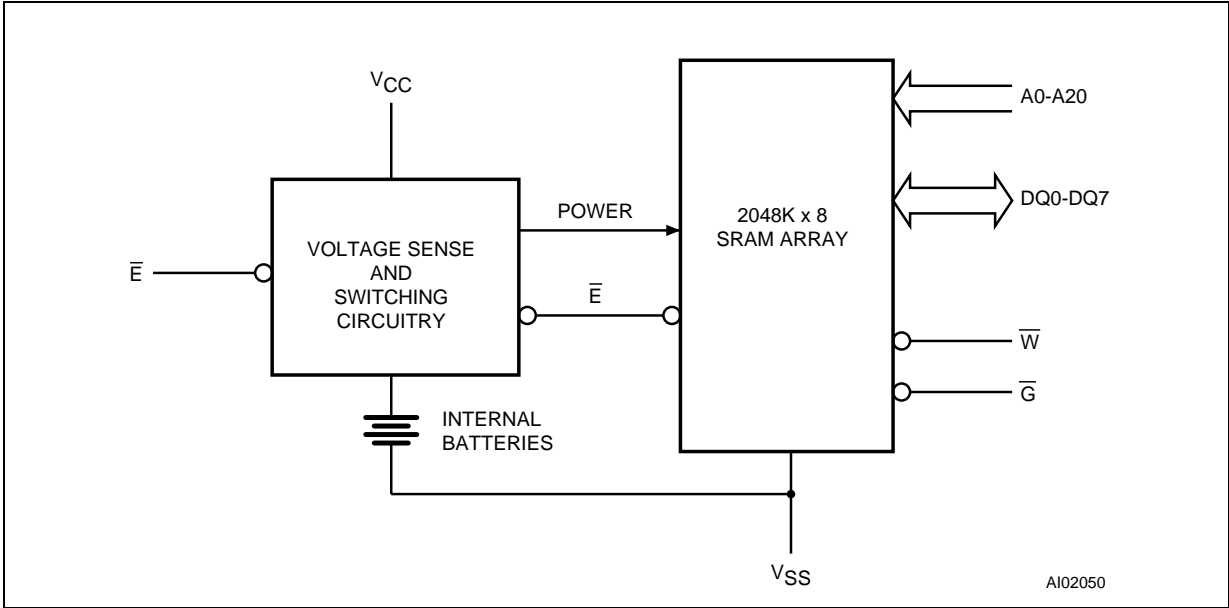 V_CC
A0-A20
DQ0-DQ7
POWER
2048K x 8
SRAM ARRAY
VOLTAGE SENSE
AND
SWITCHING
CIRCUITRY
E̅
E̅
W̅
G̅
INTERNAL
BATTERIES
V_SS
AI02050